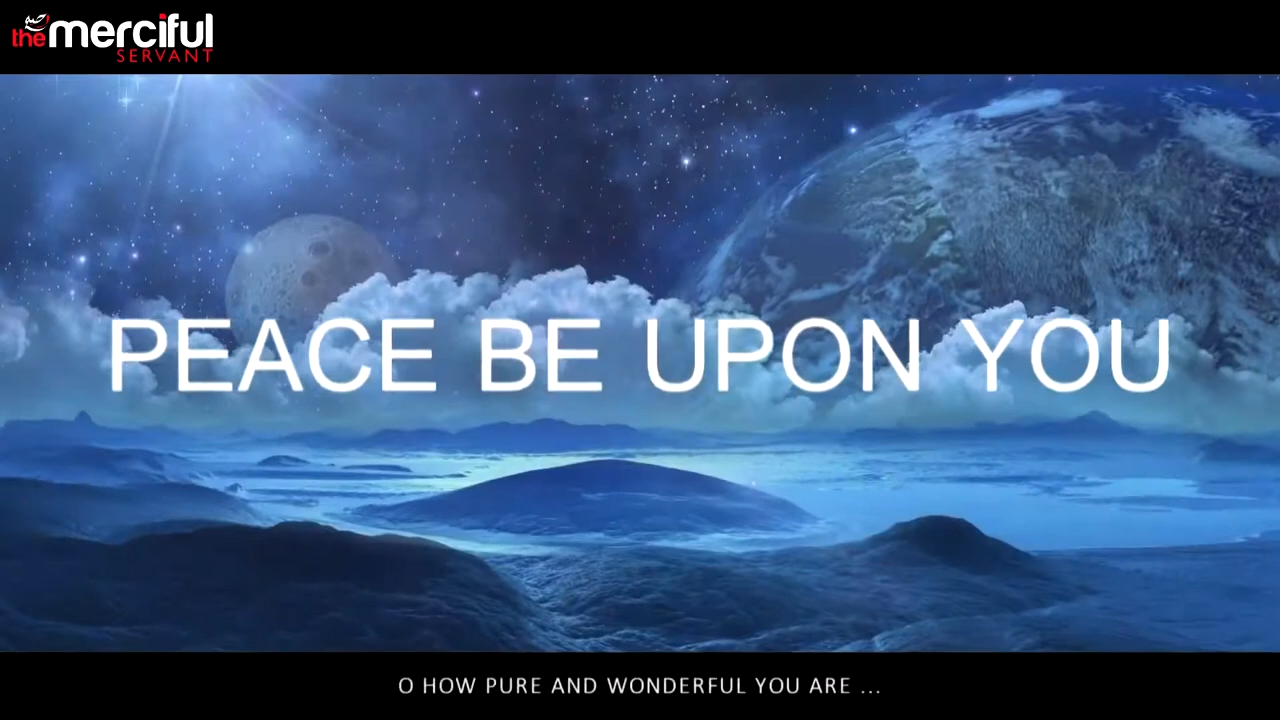 the merciful
SERVANT
PEACE BE UPON YOU
O HOW PURE AND WONDERFUL YOU ARE ...